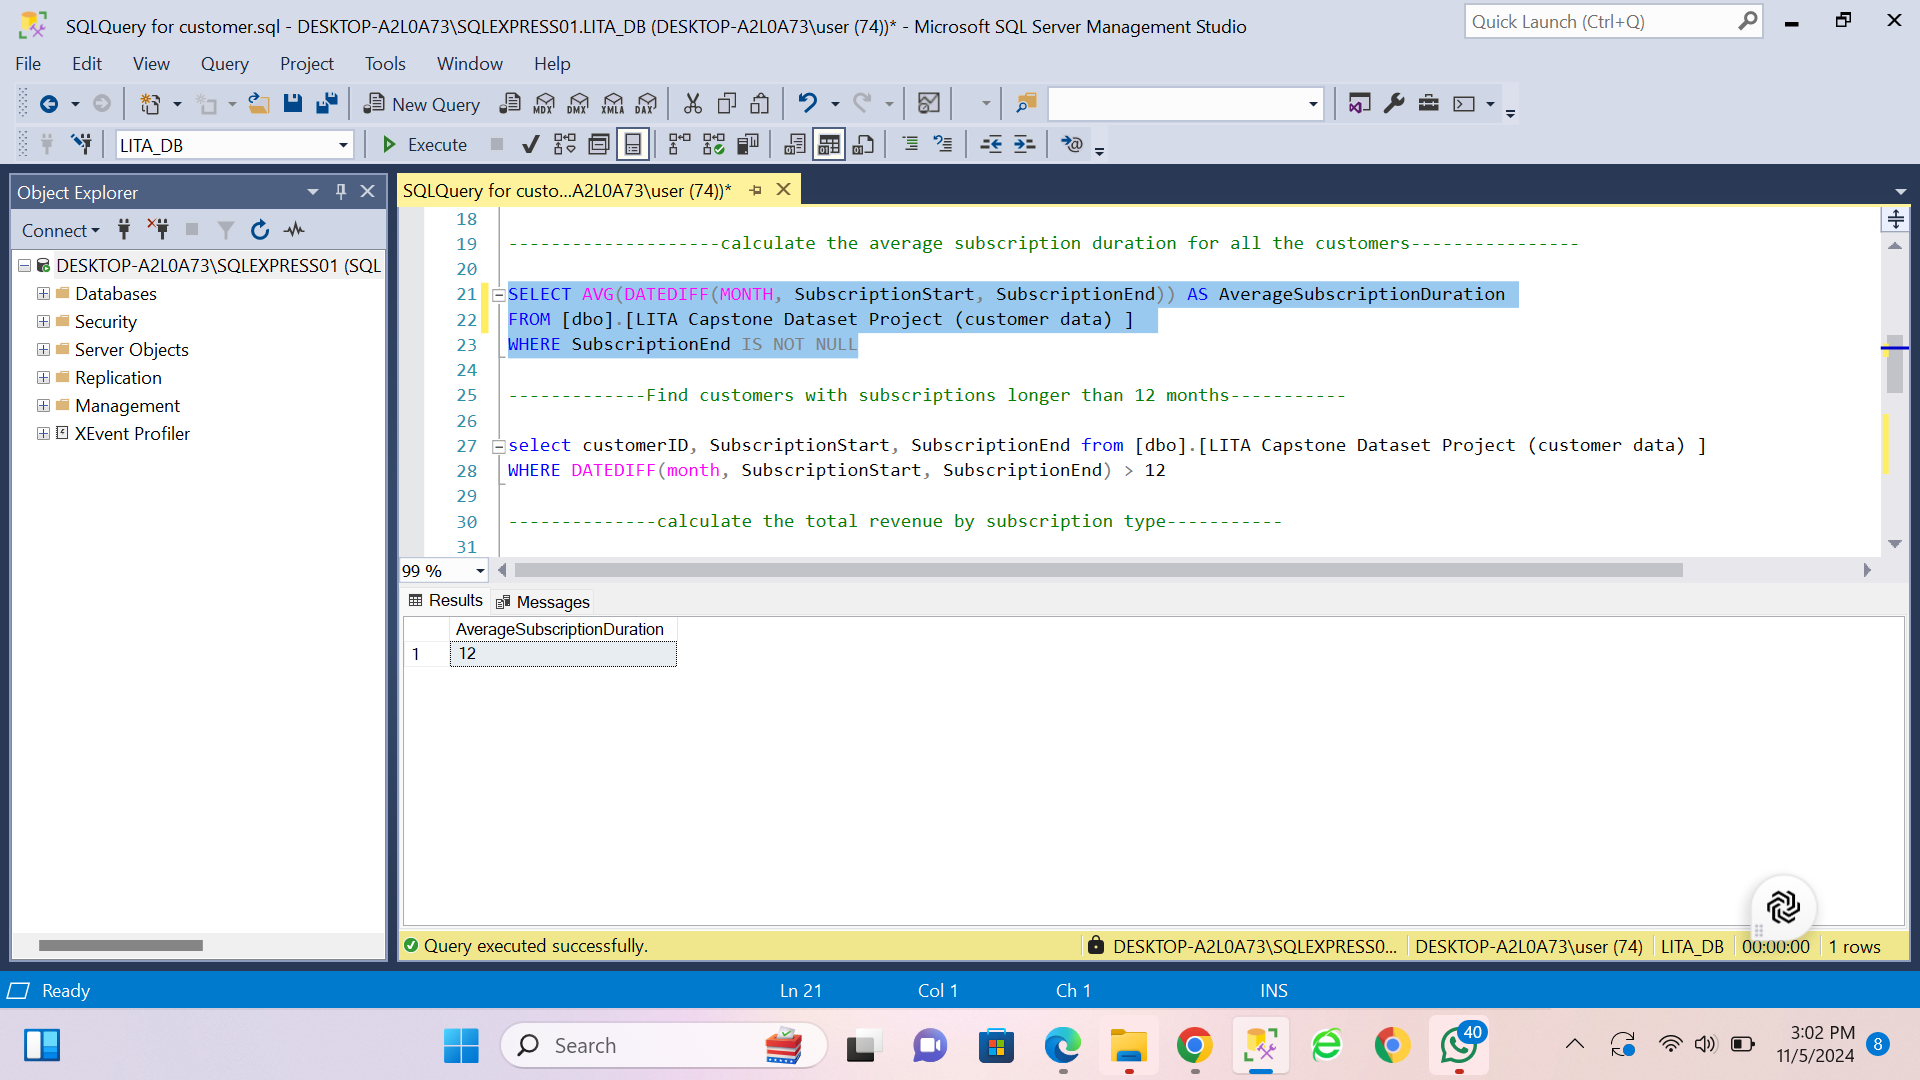 SQLQuery for customer.sql - DESKTOP-A2L0A73\SQLEXPRESS01.LITA_DB (DESKTOP-A2L0A73\user (74))* - Microsoft SQL Server Management Studio
Quick Launch (Ctrl+Q)
File Edit View Query Project Tools Window Help
New Query MDX DMX XMLA DAX
LITA_DB Execute
Object Explorer
SQLQuery for custo...A2L0A73\user (74))*
Connect
DESKTOP-A2L0A73\SQLEXPRESS01 (SQL
Databases
Security
Server Objects
Replication
Management
XEvent Profiler
18
19 --------------------calculate the average subscription duration for all the customers----------------
20
21 SELECT AVG(DATEDIFF(MONTH, SubscriptionStart, SubscriptionEnd)) AS AverageSubscriptionDuration
22 FROM [dbo].[LITA Capstone Dataset Project (customer data) ]
23 WHERE SubscriptionEnd IS NOT NULL
24
25 -------------Find customers with subscriptions longer than 12 months-----------
26
27 select customerID, SubscriptionStart, SubscriptionEnd from [dbo].[LITA Capstone Dataset Project (customer data) ]
28 WHERE DATEDIFF(month, SubscriptionStart, SubscriptionEnd) > 12
29
30 --------------calculate the total revenue by subscription type-----------
31
99 %
Results Messages
AverageSubscriptionDuration
1 12
Query executed successfully. DESKTOP-A2L0A73\SQLEXPRESS0... DESKTOP-A2L0A73\user (74) LITA_DB 00:00:00 1 rows
Ready Ln 21 Col 1 Ch 1 INS
Search
40
3:02 PM
11/5/2024
8